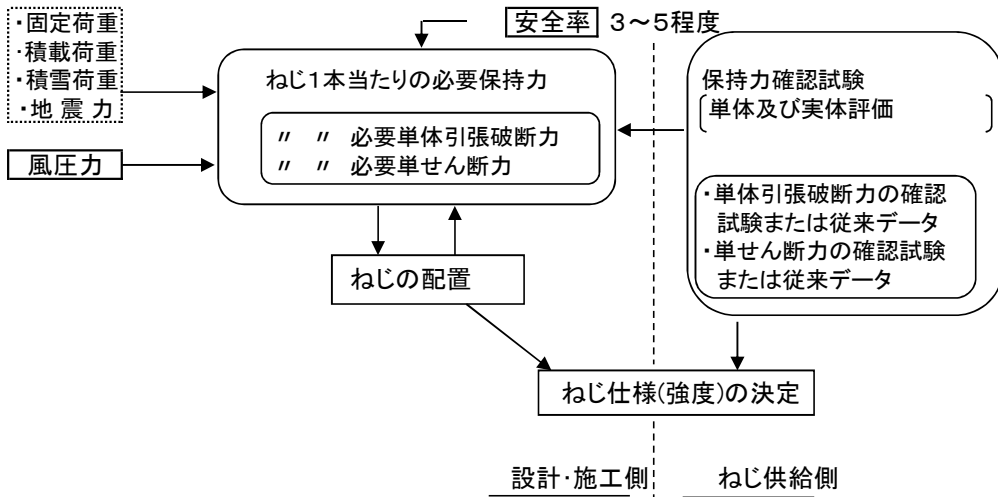 ・固定荷重
・積載荷重
・積雪荷重
・地 震 力
風圧力
安全率 3～5程度
ねじ1本当たりの必要保持力
〃 〃 必要単体引張破断力
〃 〃 必要単せん断力
保持力確認試験
単体及び実体評価
・単体引張破断力の確認
試験または従来データ
・単せん断力の確認試験
または従来データ
ねじの配置
ねじ仕様(強度)の決定
設計・施工側
ねじ供給側